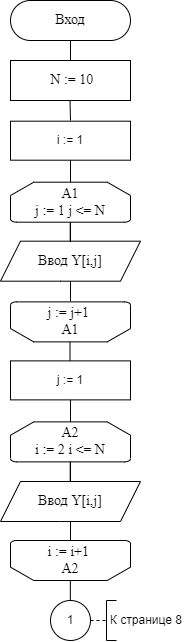 Вход
N := 10
i := 1
A1
j := 1 j <= N
Ввод Y[i,j]
j := j+1
A1
j := 1
A2
i := 2 i <= N
Ввод Y[i,j]
i := i+1
A2
1
К странице 8